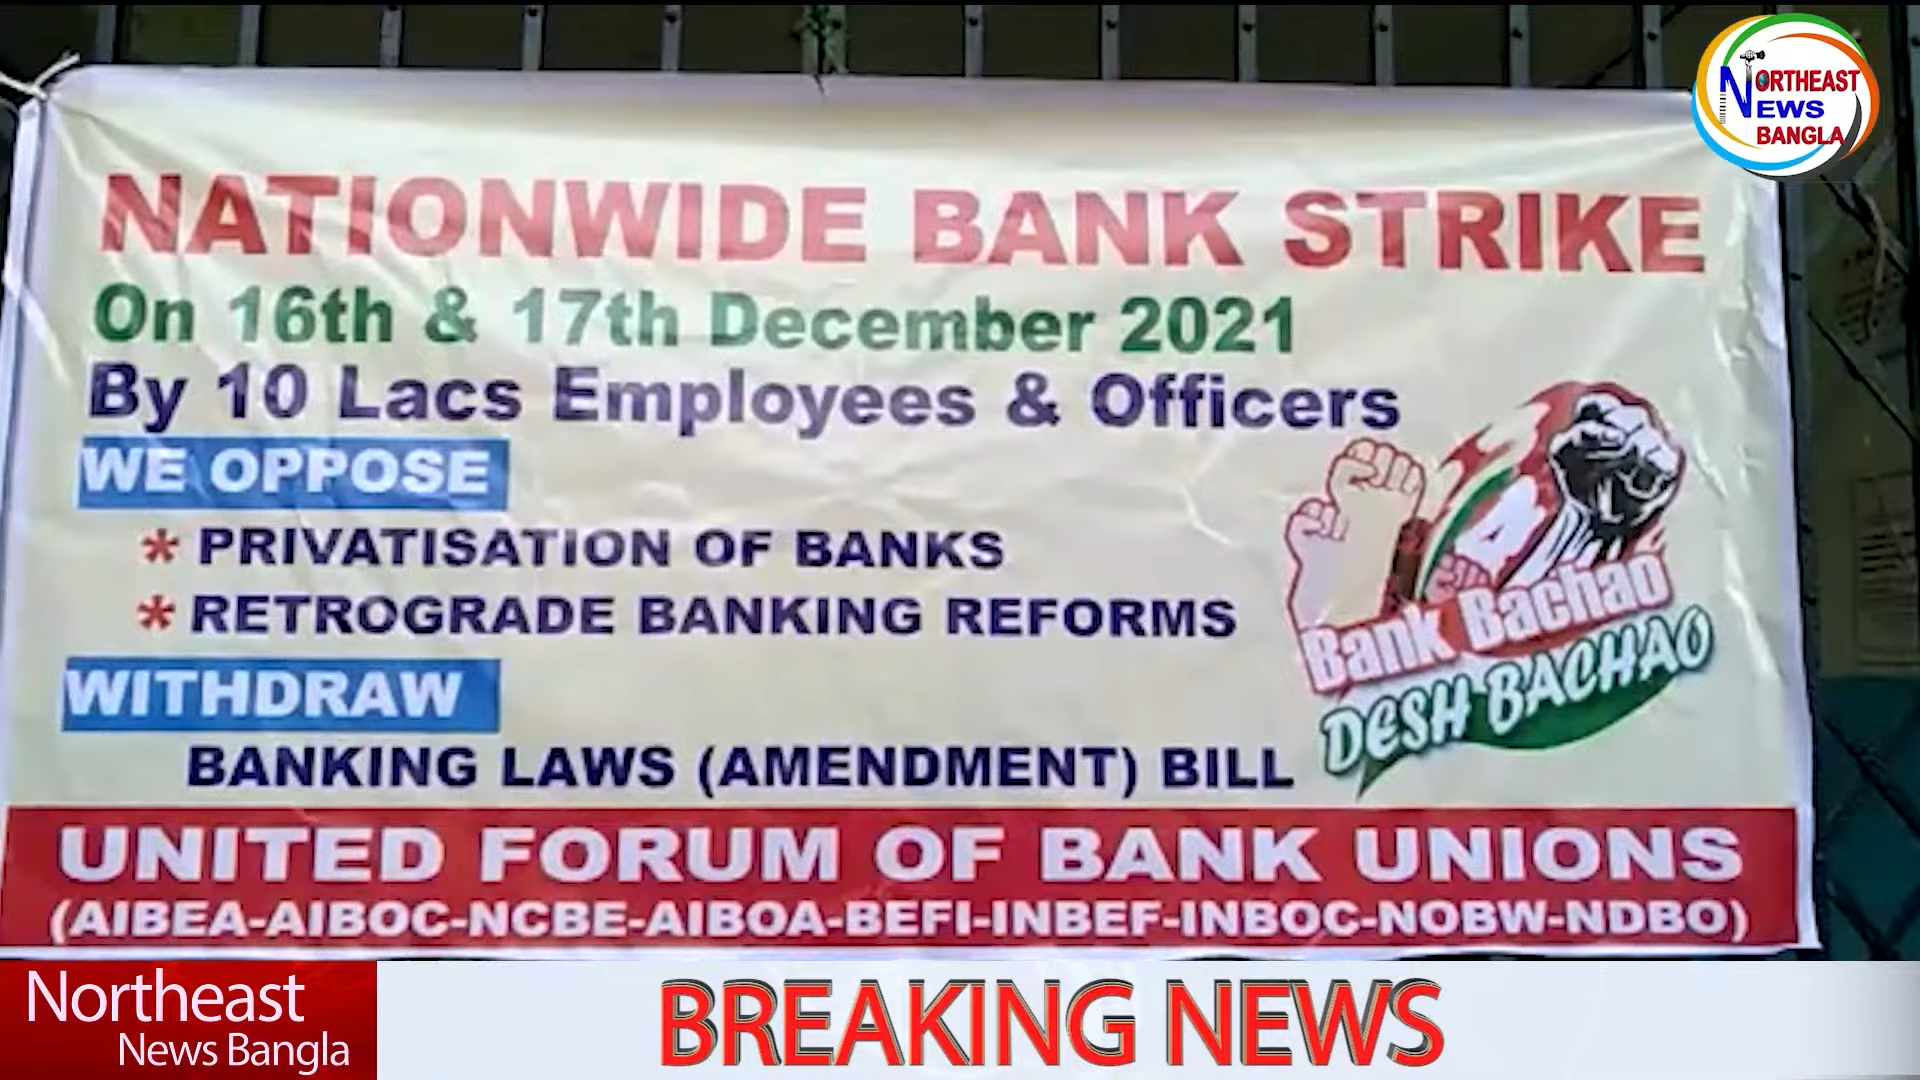 NORTHEAST
NEWS
BANGLA
NATIONWIDE BANK STRIKE
On 16th & 17th December 2021
By 10 Lacs Employees & Officers
WE OPPOSE
* PRIVATISATION OF BANKS
* RETROGRADE BANKING REFORMS
Bank Bachao
DESH BACHAO
WITHDRAW
BANKING LAWS (AMENDMENT) BILL
UNITED FORUM OF BANK UNIONS
(AIBEA-AIBOC-NCBE-AIBOA-BEFI-INBEF-INBOC-NOBW-NDBO)
Northeast
News Bangla
BREAKING NEWS